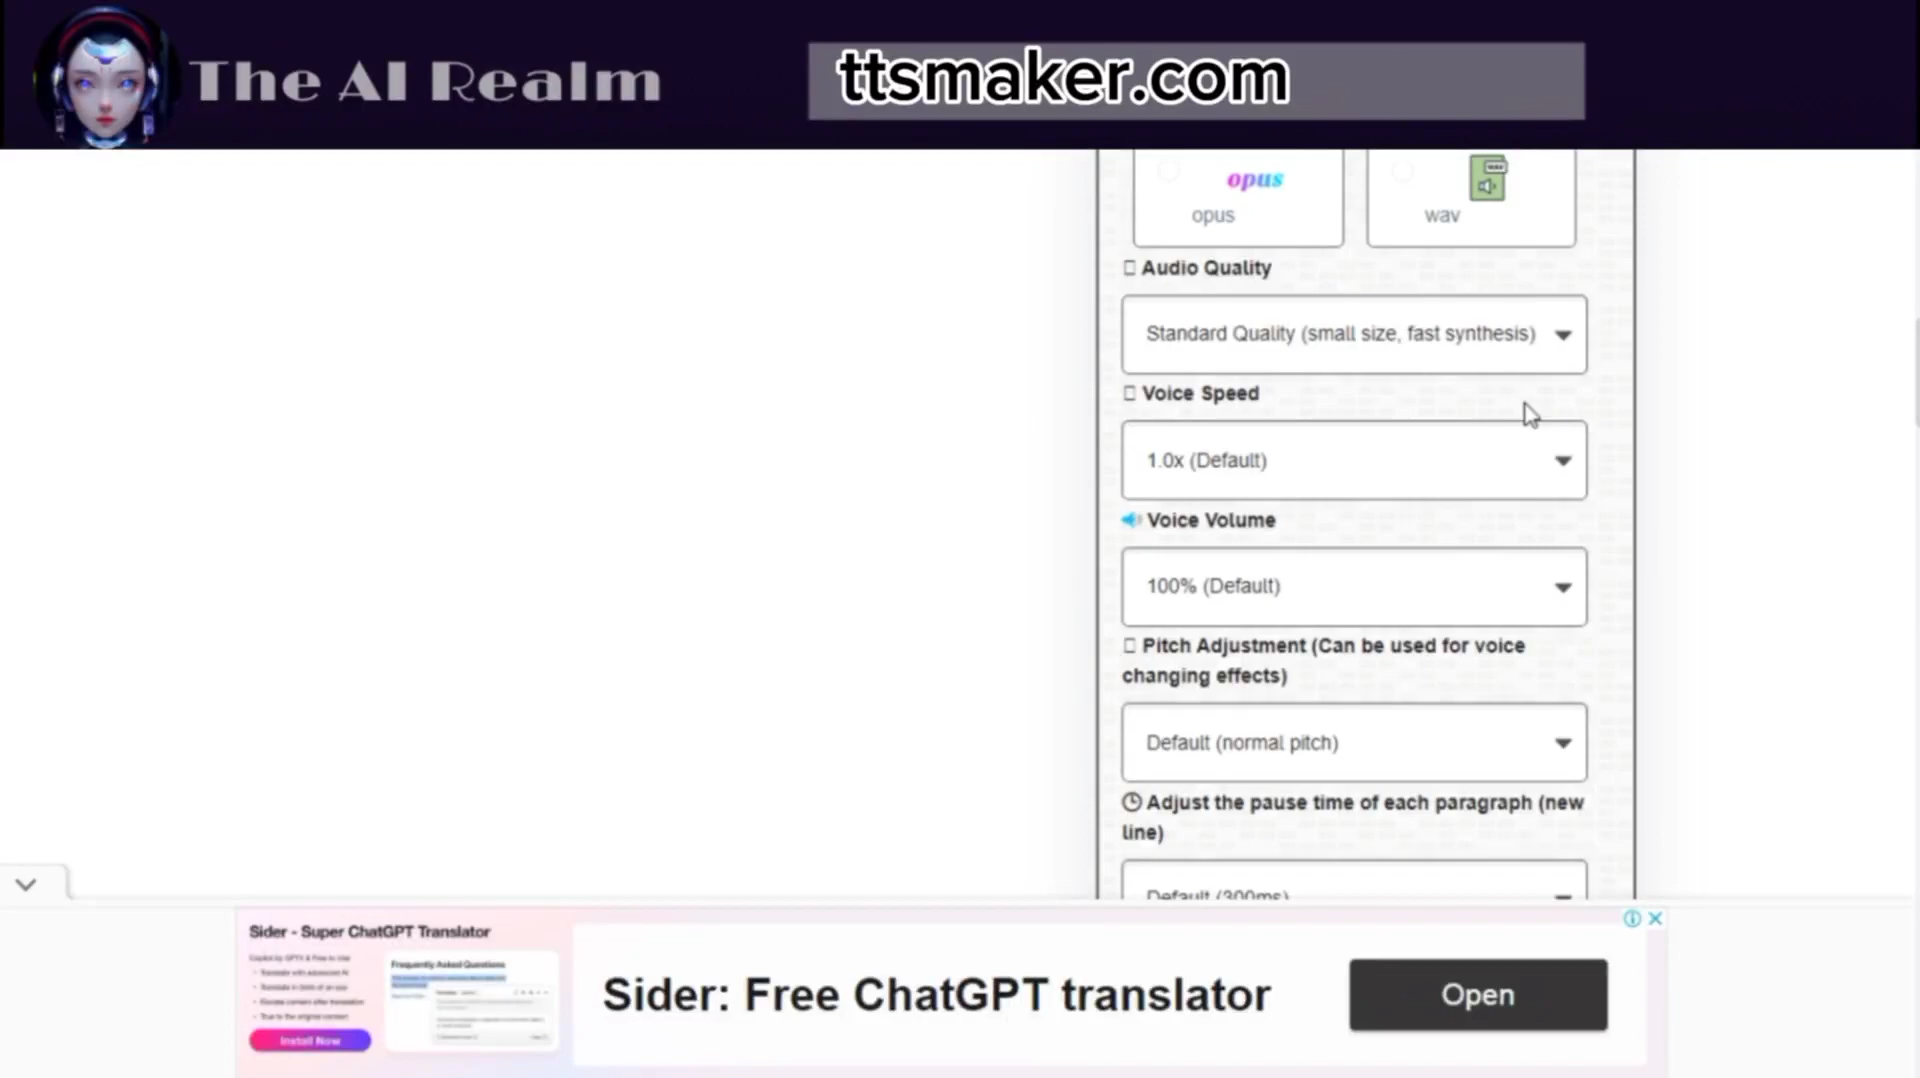 The AI Realm
ttsmaker.com
opus
opus
wav
Audio Quality
Standard Quality (small size, fast synthesis)
Voice Speed
1.0x (Default)
Voice Volume
100% (Default)
Pitch Adjustment (Can be used for voice
changing effects)
Default (normal pitch)
Adjust the pause time of each paragraph (new
line)
Default (300ms)
Sider - Super ChatGPT Translator
Frequently Asked Questions
Install Now
Sider: Free ChatGPT translator
Open